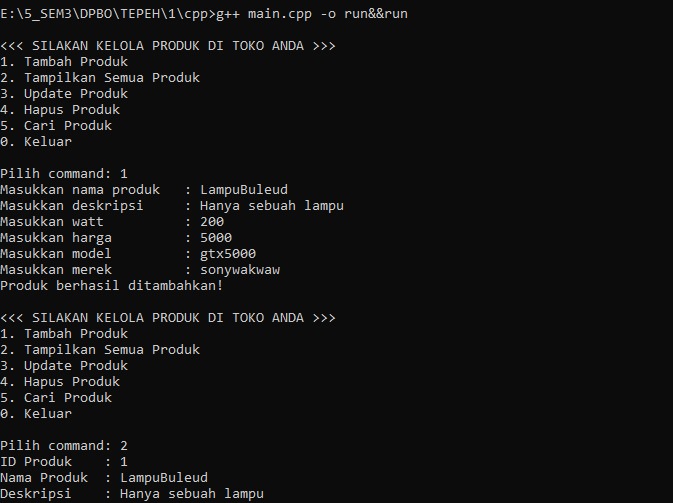 E:\5_SEM3\DPBO\TEPEH\1\cpp>g++ main.cpp -o run&&run
<<< SILAKAN KELOLA PRODUK DI TOKO ANDA >>>
1. Tambah Produk
2. Tampilkan Semua Produk
3. Update Produk
4. Hapus Produk
5. Cari Produk
0. Keluar
Pilih command: 1
Masukkan nama produk   : LampuBuleud
Masukkan deskripsi     : Hanya sebuah lampu
Masukkan watt          : 200
Masukkan harga         : 5000
Masukkan model         : gtx5000
Masukkan merek         : sonywakwaw
Produk berhasil ditambahkan!
<<< SILAKAN KELOLA PRODUK DI TOKO ANDA >>>
1. Tambah Produk
2. Tampilkan Semua Produk
3. Update Produk
4. Hapus Produk
5. Cari Produk
0. Keluar
Pilih command: 2
ID Produk    : 1
Nama Produk  : LampuBuleud
Deskripsi    : Hanya sebuah lampu